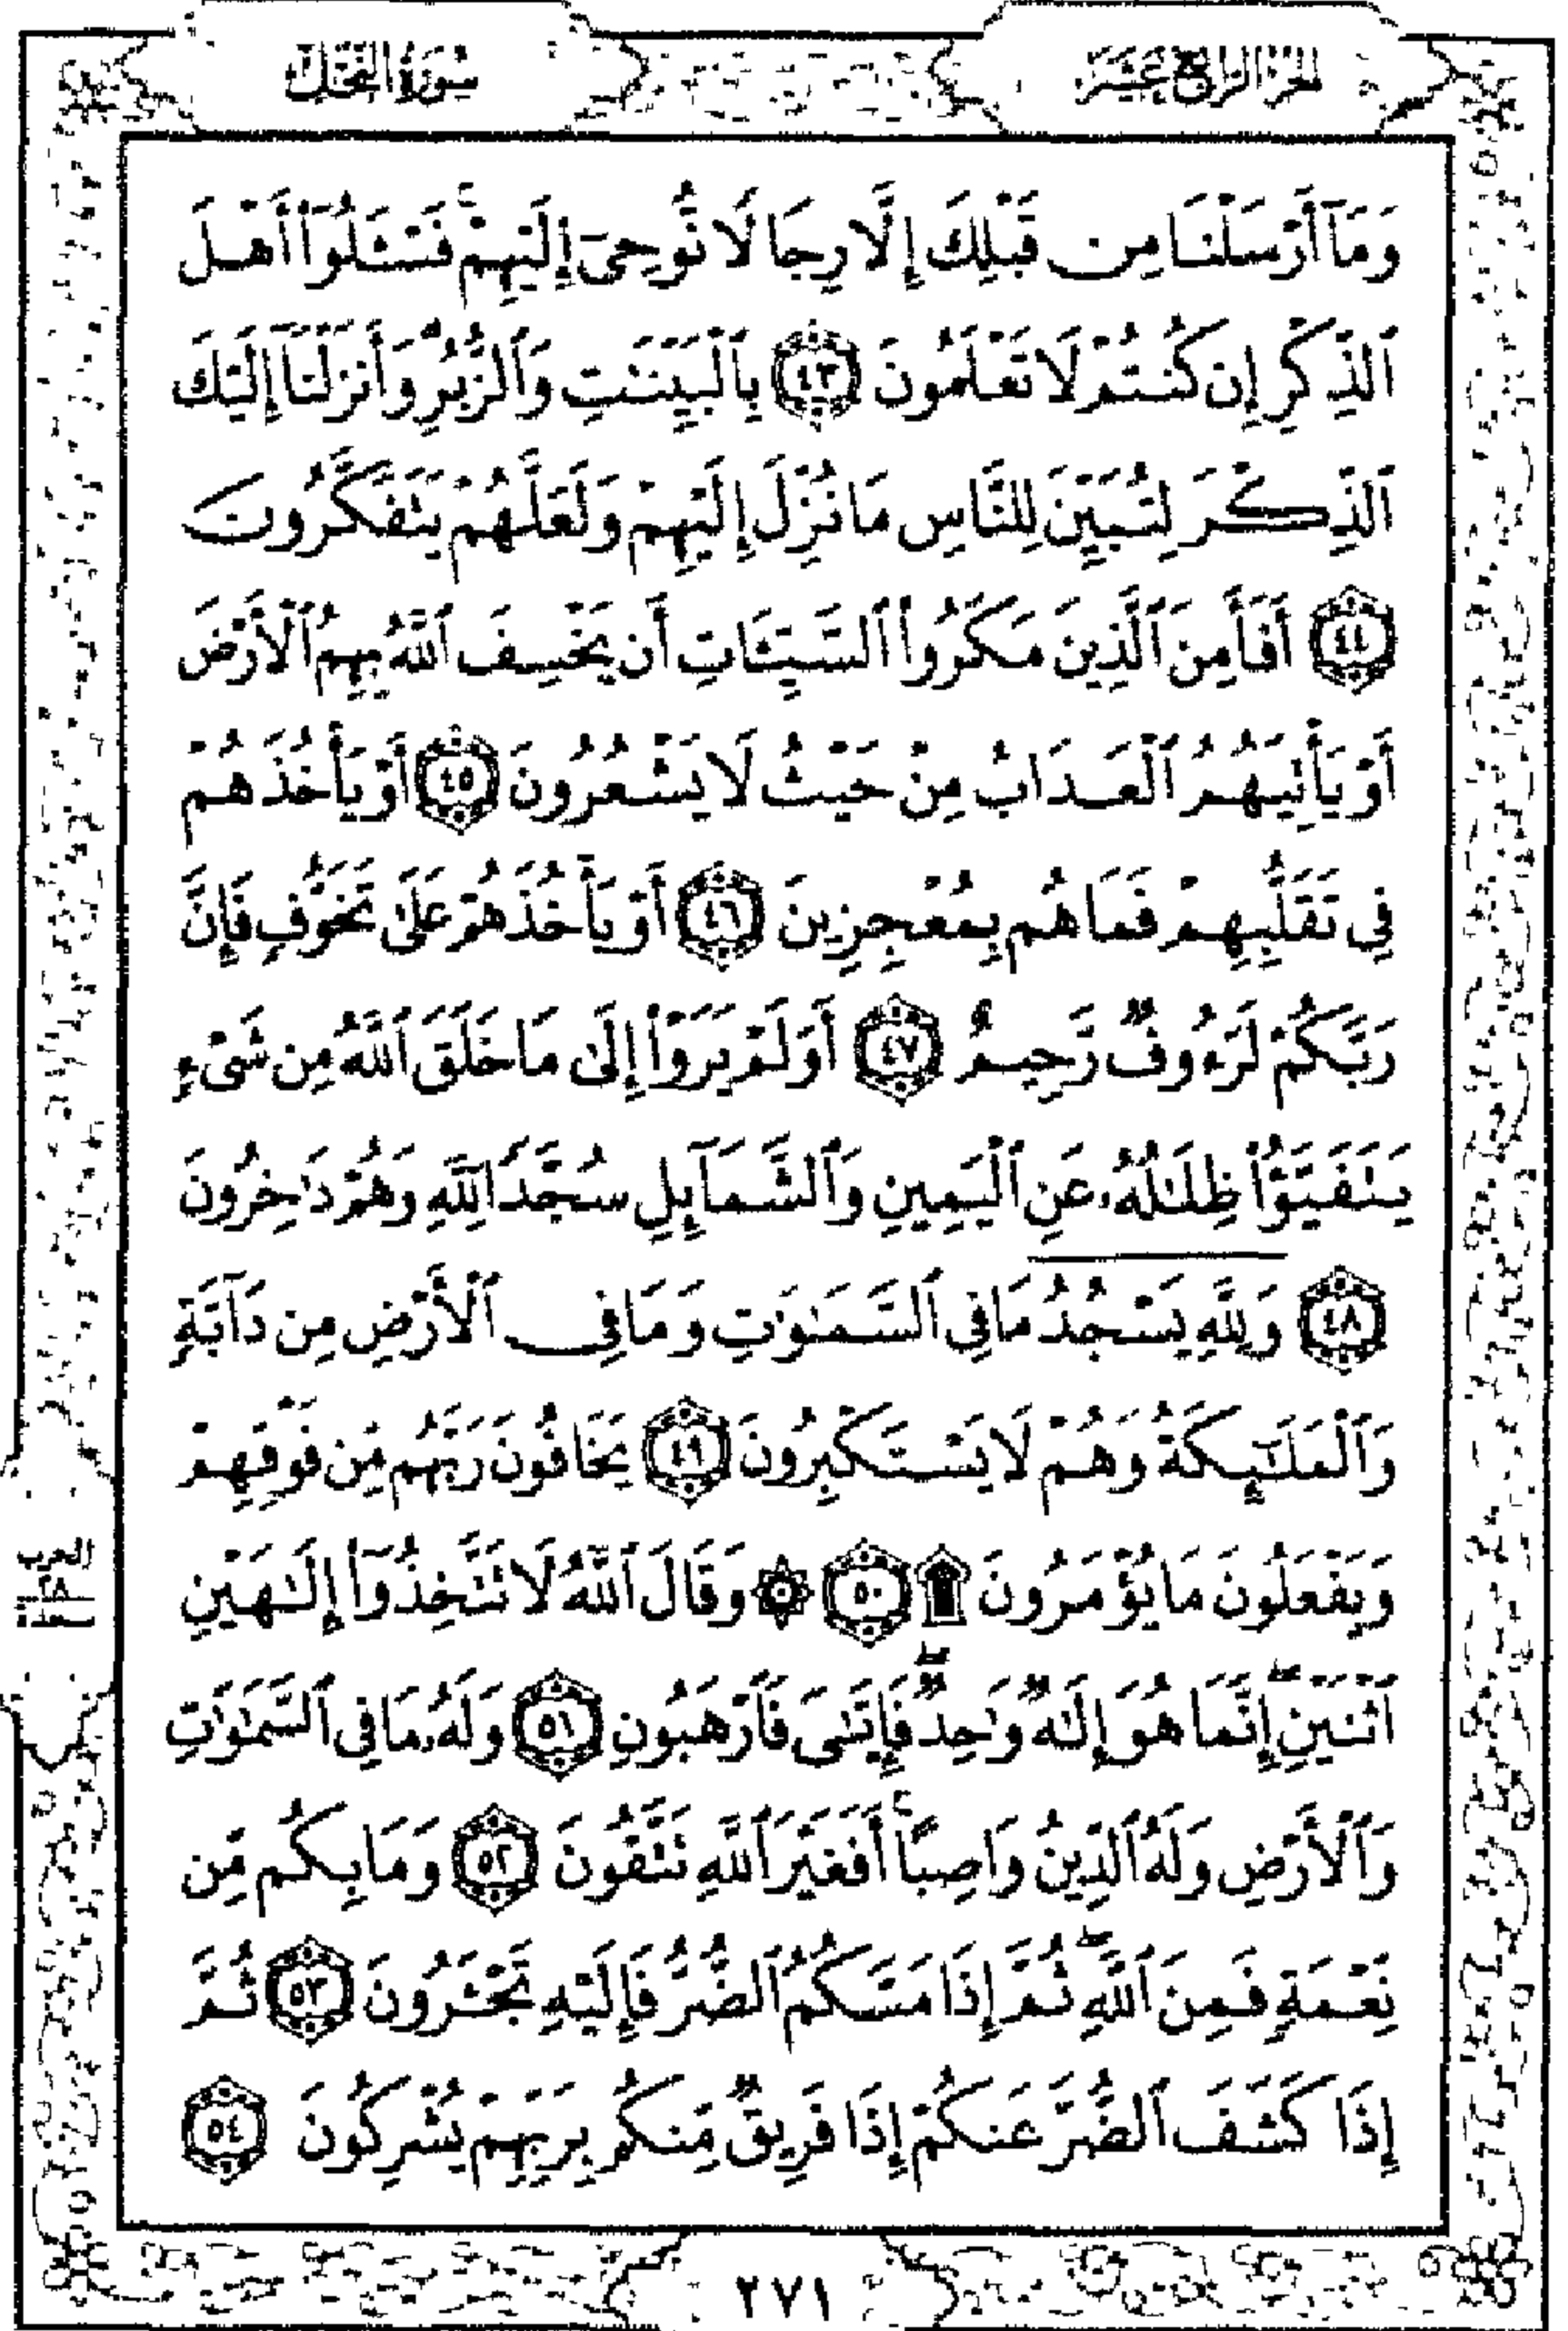 سُورَةُ النَّحْلِ
الجزء الرابع عشر
وَمَآ أَرْسَلْنَا مِن قَبْلِكَ إِلَّا رِجَالًا نُّوحِىٓ إِلَيْهِمْ ۚ فَسْـَٔلُوٓا۟ أَهْلَ
ٱلذِّكْرِ إِن كُنتُمْ لَا تَعْلَمُونَ ٤٣ بِٱلْبَيِّنَـٰتِ وَٱلزُّبُرِ ۗ وَأَنزَلْنَآ إِلَيْكَ
ٱلذِّكْرَ لِتُبَيِّنَ لِلنَّاسِ مَا نُزِّلَ إِلَيْهِمْ وَلَعَلَّهُمْ يَتَفَكَّرُونَ
٤٤ أَفَأَمِنَ ٱلَّذِينَ مَكَرُوا۟ ٱلسَّيِّـَٔاتِ أَن يَخْسِفَ ٱللَّهُ بِهِمُ ٱلْأَرْضَ
أَوْ يَأْتِيَهُمُ ٱلْعَذَابُ مِنْ حَيْثُ لَا يَشْعُرُونَ ٤٥ أَوْ يَأْخُذَهُمْ
فِى تَقَلُّبِهِمْ فَمَا هُم بِمُعْجِزِينَ ٤٦ أَوْ يَأْخُذَهُمْ عَلَىٰ تَخَوُّفٍ فَإِنَّ
رَبَّكُمْ لَرَءُوفٌ رَّحِيمٌ ٤٧ أَوَلَمْ يَرَوْا۟ إِلَىٰ مَا خَلَقَ ٱللَّهُ مِن شَىْءٍ
يَتَفَيَّؤُا۟ ظِلَـٰلُهُۥ عَنِ ٱلْيَمِينِ وَٱلشَّمَآئِلِ سُجَّدًا لِّلَّهِ وَهُمْ دَٰخِرُونَ
٤٨ وَلِلَّهِ يَسْجُدُ مَا فِى ٱلسَّمَـٰوَٰتِ وَمَا فِى ٱلْأَرْضِ مِن دَآبَّةٍ
وَٱلْمَلَـٰٓئِكَةُ وَهُمْ لَا يَسْتَكْبِرُونَ ٤٩ يَخَافُونَ رَبَّهُم مِّن فَوْقِهِمْ
وَيَفْعَلُونَ مَا يُؤْمَرُونَ ۩ ٥٠ ۞ وَقَالَ ٱللَّهُ لَا تَتَّخِذُوٓا۟ إِلَـٰهَيْنِ
ٱثْنَيْنِ ۖ إِنَّمَا هُوَ إِلَـٰهٌ وَٰحِدٌ ۖ فَإِيَّـٰىَ فَٱرْهَبُونِ ٥١ وَلَهُۥ مَا فِى ٱلسَّمَـٰوَٰتِ
وَٱلْأَرْضِ وَلَهُ ٱلدِّينُ وَاصِبًا ۚ أَفَغَيْرَ ٱللَّهِ تَتَّقُونَ ٥٢ وَمَا بِكُم مِّن
نِّعْمَةٍ فَمِنَ ٱللَّهِ ۖ ثُمَّ إِذَا مَسَّكُمُ ٱلضُّرُّ فَإِلَيْهِ تَجْـَٔرُونَ ٥٣ ثُمَّ
إِذَا كَشَفَ ٱلضُّرَّ عَنكُمْ إِذَا فَرِيقٌ مِّنكُم بِرَبِّهِمْ يُشْرِكُونَ ٥٤
الحزب
٢٧١